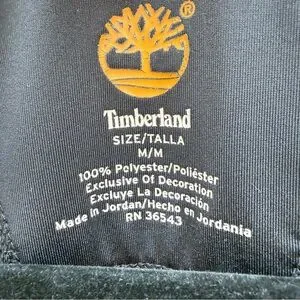 ®
Timberland
SIZE/TALLA
M/M
100% Polyester/Poliéster
Exclusive Of Decoration
Excluye La Decoración
Made in Jordan/Hecho en Jordania
RN 36543